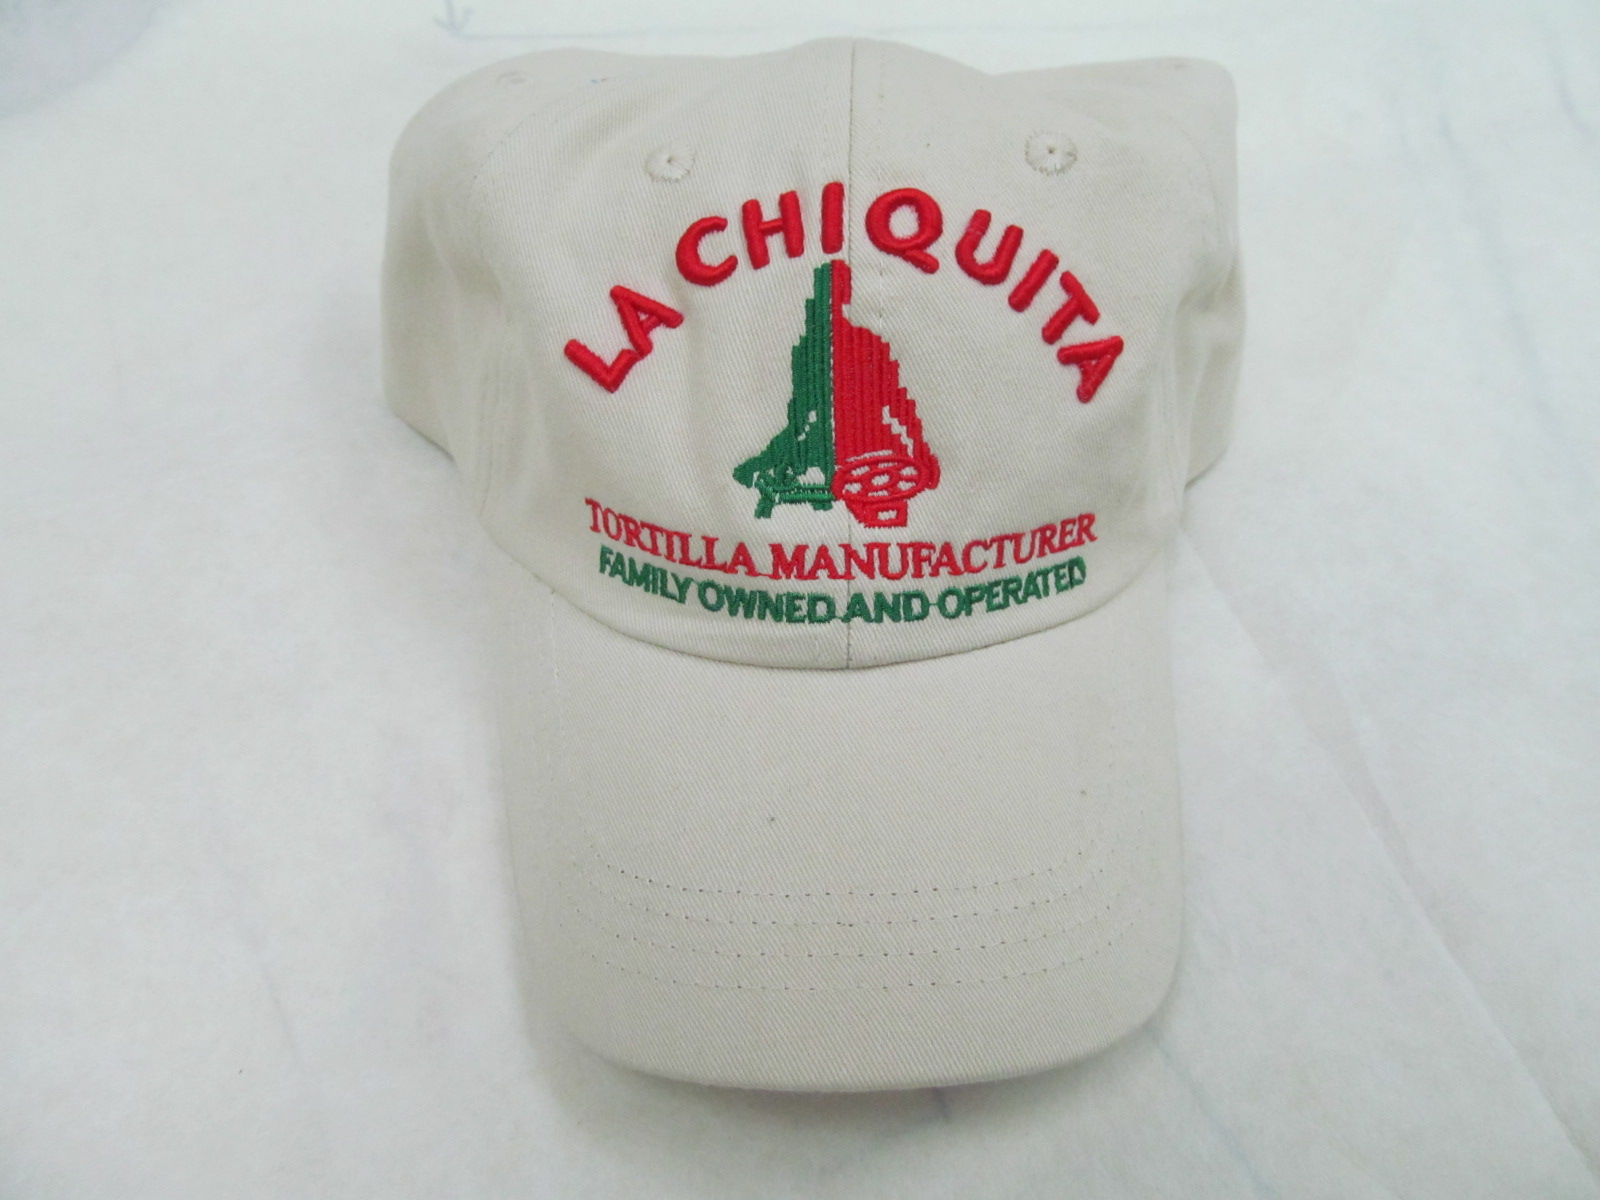 LA CHIQUITA
TORTILLA MANUFACTURER
FAMILY OWNED AND OPERATED